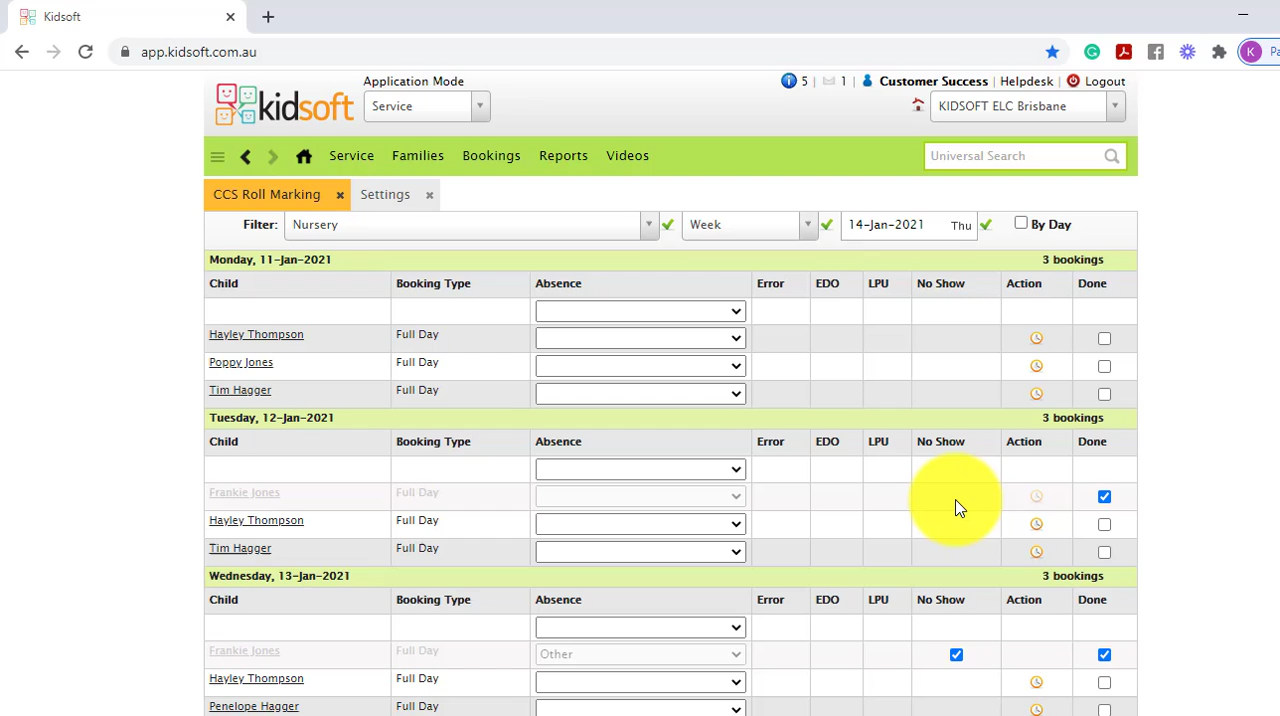 Kidsoft
app.kidsoft.com.au
K
Pa
kidsoft
Application Mode
Service
5 | 1 | Customer Success | Helpdesk | Logout
KIDSOFT ELC Brisbane
Service Families Bookings Reports Videos
Universal Search
CCS Roll Marking Settings
Filter: Nursery Week 14-Jan-2021 Thu By Day
Monday, 11-Jan-2021 3 bookings
Child Booking Type Absence Error EDO LPU No Show Action Done
Hayley Thompson Full Day
Poppy Jones Full Day
Tim Hagger Full Day
Tuesday, 12-Jan-2021 3 bookings
Child Booking Type Absence Error EDO LPU No Show Action Done
Frankie Jones Full Day
Hayley Thompson Full Day
Tim Hagger Full Day
Wednesday, 13-Jan-2021 3 bookings
Child Booking Type Absence Error EDO LPU No Show Action Done
Frankie Jones Full Day Other
Hayley Thompson Full Day
Penelope Hagger Full Day